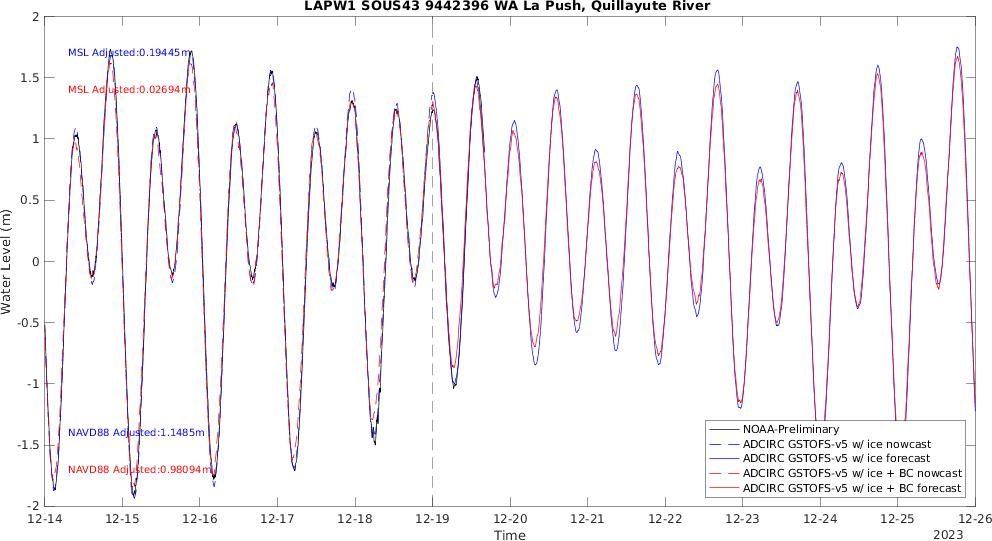 LAPW1 SOUS43 9442396 WA La Push, Quillayute River
2
1.5
1
0.5
0
-0.5
-1
-1.5
-2
Water Level (m)
MSL Adjusted:0.19445m
MSL Adjusted:0.02694m
NAVD88 Adjusted:1.1485m
NAVD88 Adjusted:0.98094m
NOAA-Preliminary
ADCIRC GSTOFS-v5 w/ ice nowcast
ADCIRC GSTOFS-v5 w/ ice forecast
ADCIRC GSTOFS-v5 w/ ice + BC nowcast
ADCIRC GSTOFS-v5 w/ ice + BC forecast
12-14 12-15 12-16 12-17 12-18 12-19 12-20 12-21 12-22 12-23 12-24 12-25 12-26
Time
2023